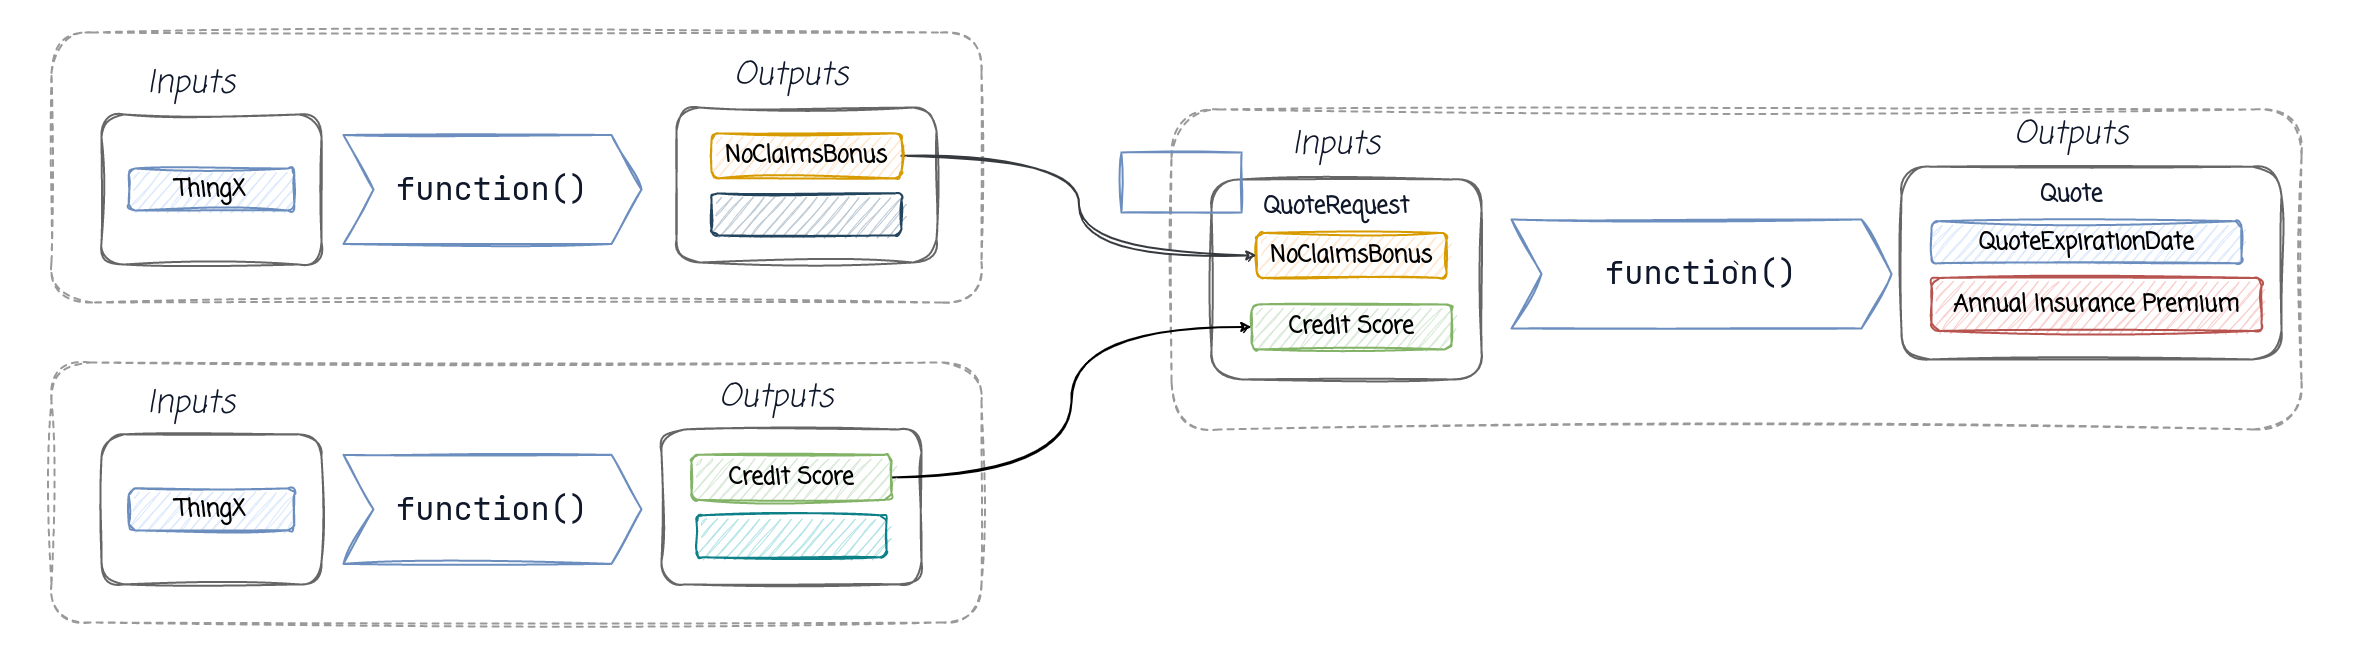 Inputs
Outputs
ThingX
function()
NoClaimsBonus
Inputs
Outputs
ThingX
function()
Credit Score
Inputs
Outputs
QuoteRequest
NoClaimsBonus
Credit Score
function()
Quote
QuoteExpirationDate
Annual Insurance Premium